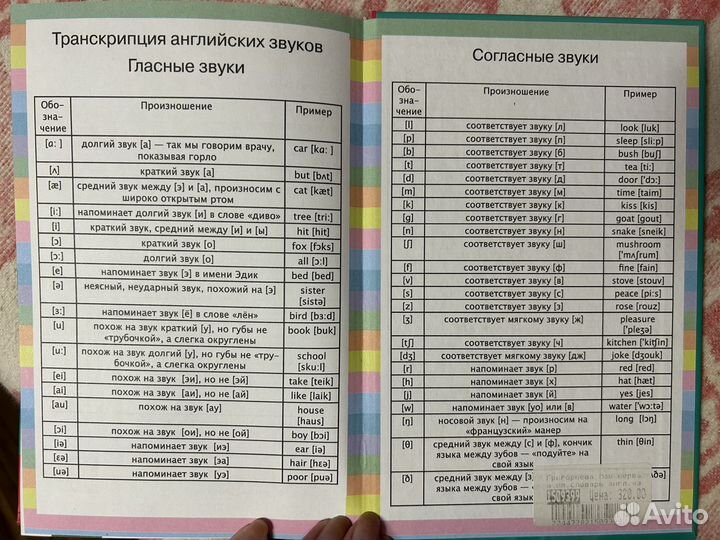 Транскрипция английских звуков
Гласные звуки
Обо-
зна-
чение
Произношение
Пример
[ɑ: ]
долгий звук [а] — так мы говорим врачу,
показывая горло
car [kɑ: ]
[ʌ]
краткий звук [а]
but [bʌt]
[æ]
средний звук между [э] и [а], произносим с
широко открытым ртом
cat [kæt]
[i:]
напоминает долгий звук [и] в слове «диво»
tree [tri:]
[i]
краткий звук, средний между [и] и [ы]
hit [hit]
[ɔ]
краткий звук [о]
fox [fɔks]
[ɔ:]
долгий звук [о]
all [ɔ:l]
[e]
напоминает [э] в имени Эдик
bed [bed]
[ə]
неясный, неударный звук, похожий на [э]
sister
[sistə]
[ɜ:]
напоминает звук [ё] в слове «лён»
bird [bɜ:d]
[u]
похож на звук краткий [у], но губы не
«трубочкой», а слегка округлены
book [buk]
[u:]
похож на звук долгий [у], но губы не «тру-
бочкой», а слегка округлены
school
[sku:l]
[ei]
похож на звук [эи], но не [эй]
take [teik]
[ai]
похож на звук [аи], но не [ай]
like [laik]
[au]
похож на звук [ау]
house
[haus]
[ɔi]
похож на звук [ои], но не [ой]
boy [bɔi]
[iə]
напоминает звук [иэ]
ear [iə]
[ɛə]
напоминает звук [эа]
hair [hɛə]
[uə]
напоминает звук [уэ]
poor [puə]
Согласные звуки
Обо-
зна-
чение
Произношение
Пример
[l]
соответствует звуку [л]
look [luk]
[p]
соответствует звуку [п]
sleep [sli:p]
[b]
соответствует звуку [б]
bush [buʃ]
[t]
соответствует звуку [т]
tea [ti:]
[d]
соответствует звуку [д]
door ['dɔ:]
[m]
соответствует звуку [м]
time [taim]
[k]
соответствует звуку [к]
kiss [kis]
[g]
соответствует звуку [г]
goat [gout]
[n]
соответствует звуку [н]
snake [sneik]
[ʃ]
соответствует звуку [ш]
mushroom
['mʌʃrum]
[f]
соответствует звуку [ф]
fine [fain]
[v]
соответствует звуку [в]
stove [stouv]
[s]
соответствует звуку [с]
peace [pi:s]
[z]
соответствует звуку [з]
rose [rouz]
[ʒ]
соответствует мягкому звуку [ж]
pleasure
['pleʒə]
[tʃ]
соответствует звуку [ч]
kitchen ['kitʃin]
[dʒ]
соответствует мягкому звуку [дж]
joke [dʒouk]
[r]
напоминает звук [р]
red [red]
[h]
напоминает звук [х]
hat [hæt]
[j]
напоминает звук [й]
yes [jes]
[w]
напоминает звук [уо] или [в]
water ['wɔ:tə]
[ŋ]
носовой звук [н] — произносим на
«французский» манер
long [lɔŋ]
[θ]
средний звук между [с] и [ф], кончик
языка между зубов — «подуйте» на
свой язык
thin [θin]
[ð]
средний звук между [з]
языка между зубов —
свой язык
1509399 Цена: 320.00
Avito